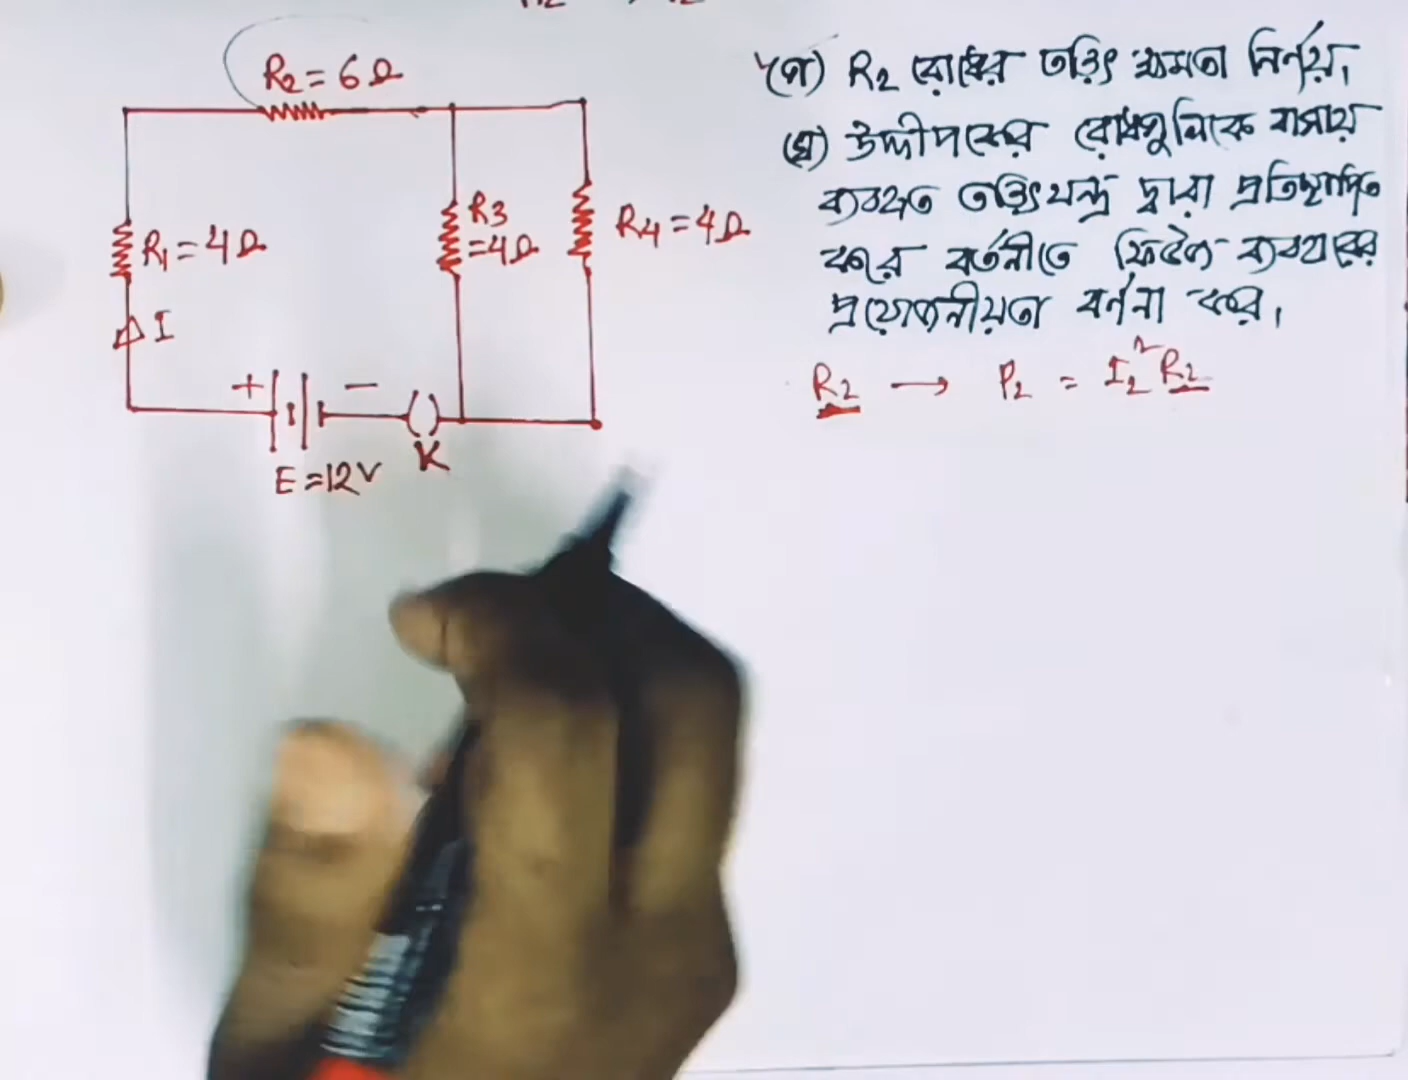 R2 = 6Ω
R1 = 4Ω
I
R3
=4Ω
R4 = 4Ω
+ −
K
E = 12V
(গ) R2 রোধের তড়িৎ ক্ষমতা নির্ণয়।
(ঘ) উদ্দীপকের রোধগুলিকে বাসায়
ব্যবহৃত তড়িৎযন্ত্র দ্বারা প্রতিস্থাপিত
করে বর্তনীতে ফিউজ ব্যবহারের
প্রয়োজনীয়তা বর্ণনা কর।
R2 → P2 = I2² R2